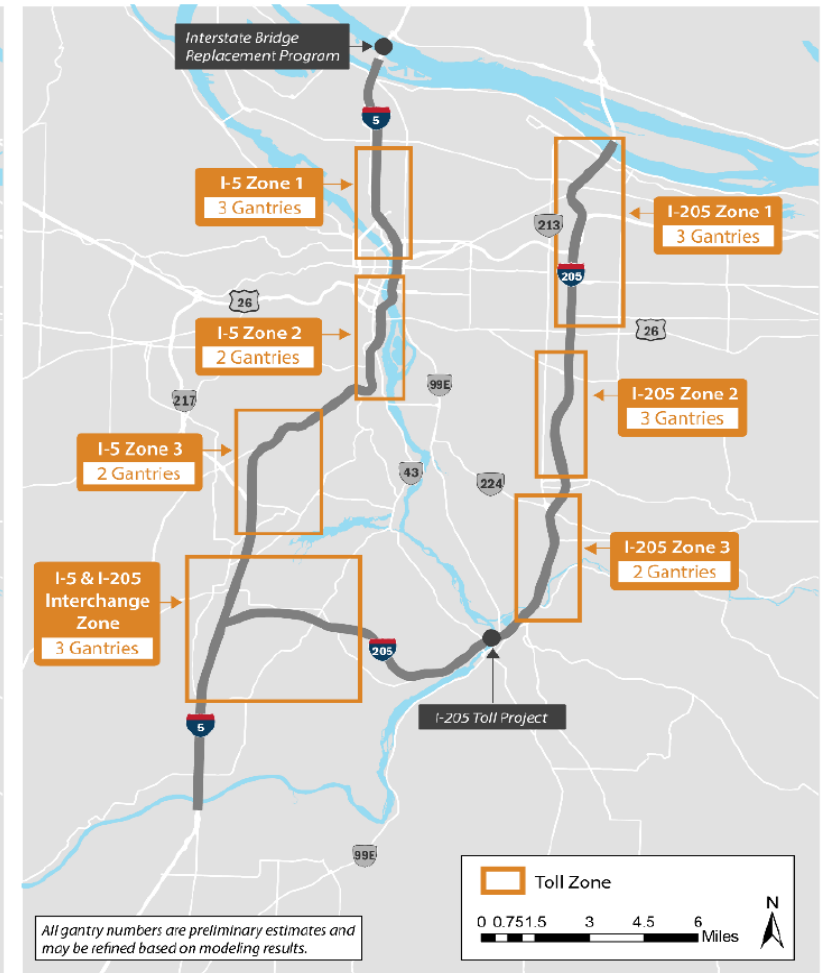 Interstate Bridge
Replacement Program
5
I-5 Zone 1
3 Gantries
213
I-205 Zone 1
3 Gantries
205
26
I-5 Zone 2
2 Gantries
26
217
99E
I-205 Zone 2
3 Gantries
I-5 Zone 3
2 Gantries
43
224
I-205 Zone 3
2 Gantries
I-5 & I-205
Interchange
Zone
3 Gantries
205
I-205 Toll Project
5
99E
Toll Zone
N
0 0.751.5 3 4.5 6
Miles
All gantry numbers are preliminary estimates and
may be refined based on modeling results.